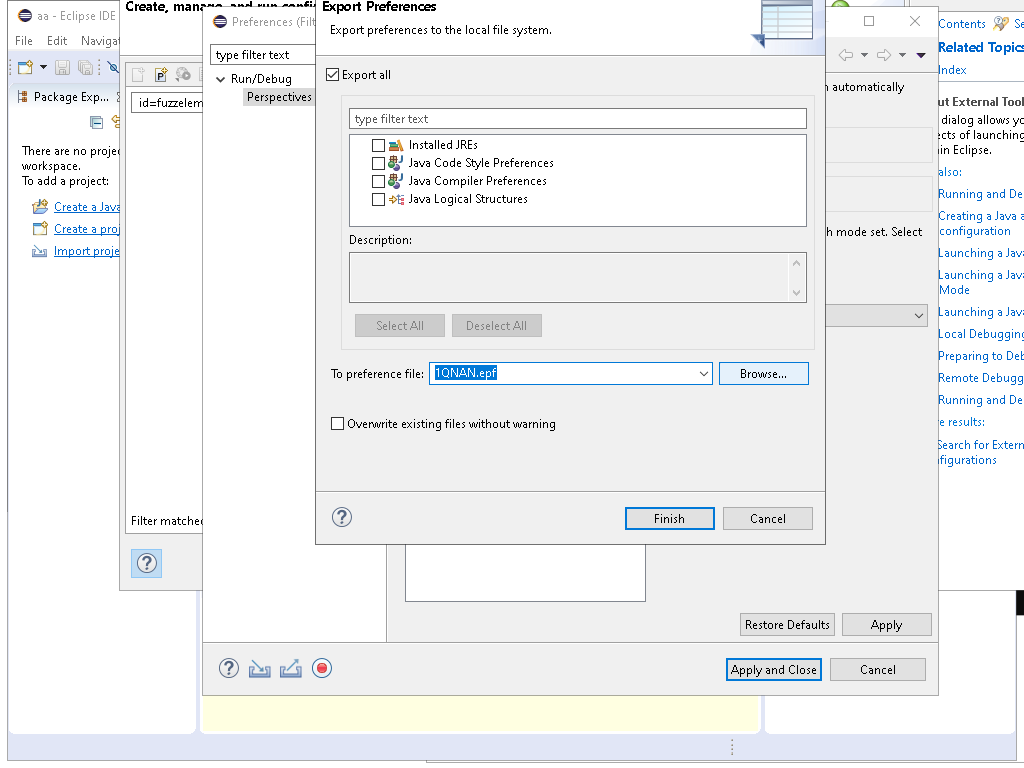 Create, manage, and run confi
Export Preferences
aa - Eclipse IDE
Preferences (Filt
Export preferences to the local file system.
Contents
Se
File Edit Navigat
type filter text
Related Topics
Index
Run/Debug
Export all
n automatically
Package Exp...
Perspectives
id=fuzzelem
ut External Tool
type filter text
dialog allows yo
ects of launching
in Eclipse.
There are no proje
workspace.
To add a project:
Installed JREs
Java Code Style Preferences
Java Compiler Preferences
Java Logical Structures
also:
Running and De
Create a Java
Create a proj
Import proje
Creating a Java a
configuration
h mode set. Select
Description:
Launching a Java
Launching a Java
Mode
Launching a Java
Select All
Deselect All
Local Debugging
Preparing to Deb
To preference file:
1QNAN.epf
Browse...
Remote Debugg
Running and De
Overwrite existing files without warning
e results:
Search for Extern
figurations
Filter matched
Finish
Cancel
Restore Defaults
Apply
Apply and Close
Cancel